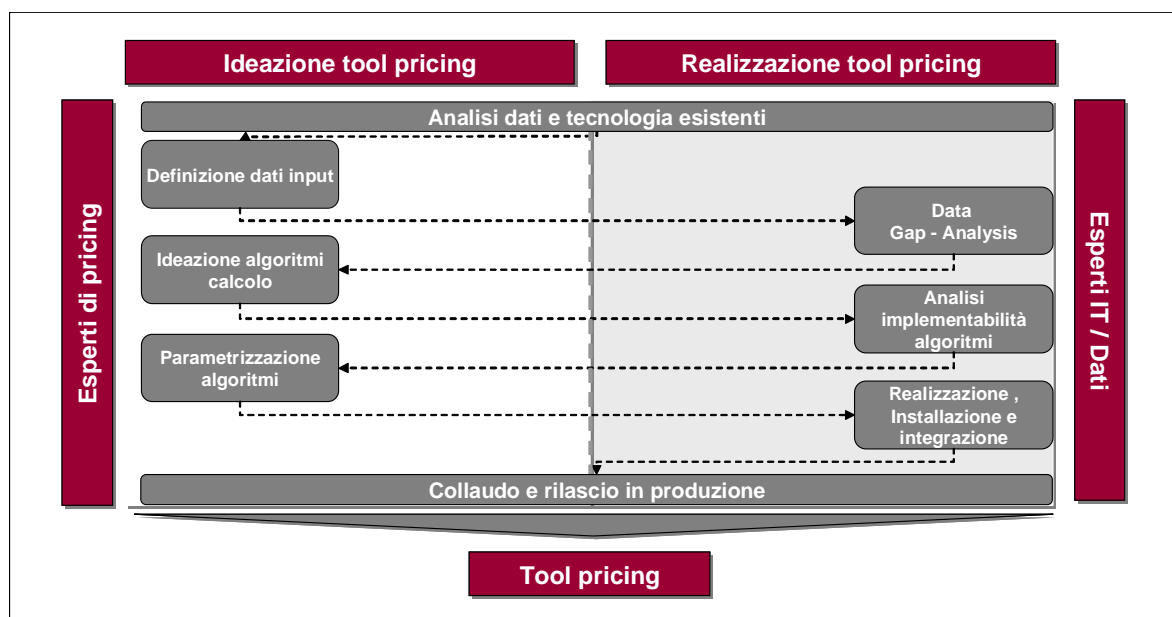 Ideazione tool pricing
Realizzazione tool pricing
Analisi dati e tecnologia esistenti
Esperti di pricing
Esperti IT / Dati
Definizione dati input
Data
Gap - Analysis
Ideazione algoritmi
calcolo
Analisi
implementabilità
algoritmi
Parametrizzazione
algoritmi
Realizzazione ,
Installazione e
integrazione
Collaudo e rilascio in produzione
Tool pricing